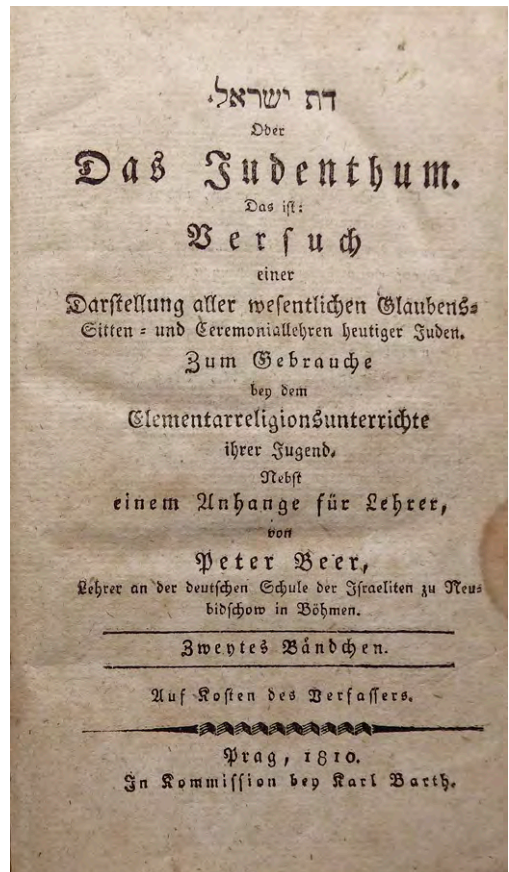 דת ישראל.
Oder
Das Judenthum.
Das ist:
Versuch
einer
Darstellung aller wesentlichen Glaubens=
Sitten = und Ceremoniallehren heutiger Juden.
Zum Gebrauche
bey dem
Elementarreligionsunterrichte
ihrer Jugend.
Nebst
einem Anhange für Lehrer,
von
Peter Beer,
Lehrer an der deutschen Schule der Israeliten zu Neu=
bidschow in Böhmen.
Zweytes Bändchen.
Auf Kosten des Verfassers.
Prag, 1810.
In Kommission bey Karl Barth.